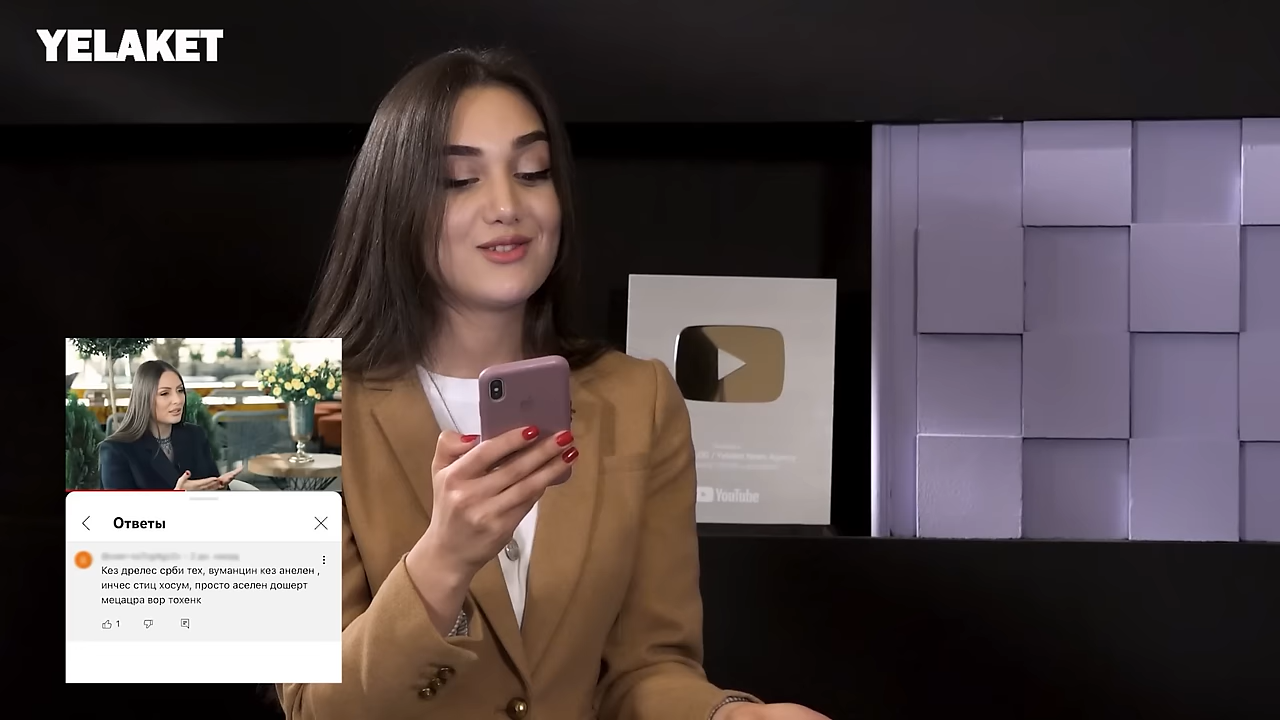 YELAKET
YouTube
Ответы
Кез дрелес срби тех, вуманцин кез анелен ,
инчес стиц хосум, просто аселен дошерт
мецацра вор тохенк
1